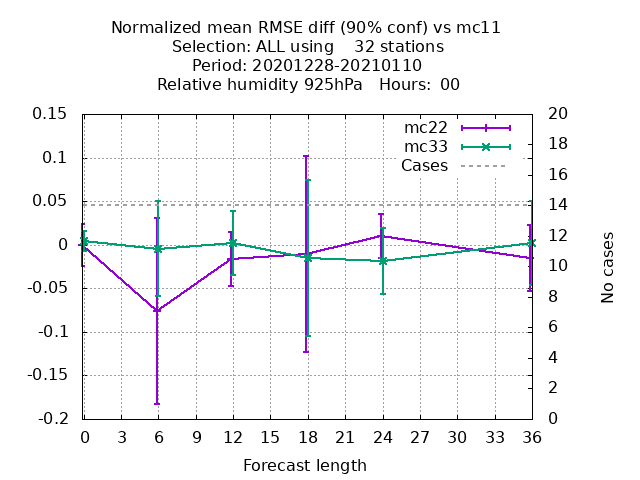 Normalized mean RMSE diff (90% conf) vs mc11
Selection: ALL using    32 stations
Period: 20201228-20210110
Relative humidity 925hPa   Hours:  00
0.15
0.1
0.05
0
-0.05
-0.1
-0.15
-0.2
mc22
mc33
Cases
20
18
16
14
12
10
8
6
4
2
0
No cases
0 3 6 9 12 15 18 21 24 27 30 33 36
Forecast length